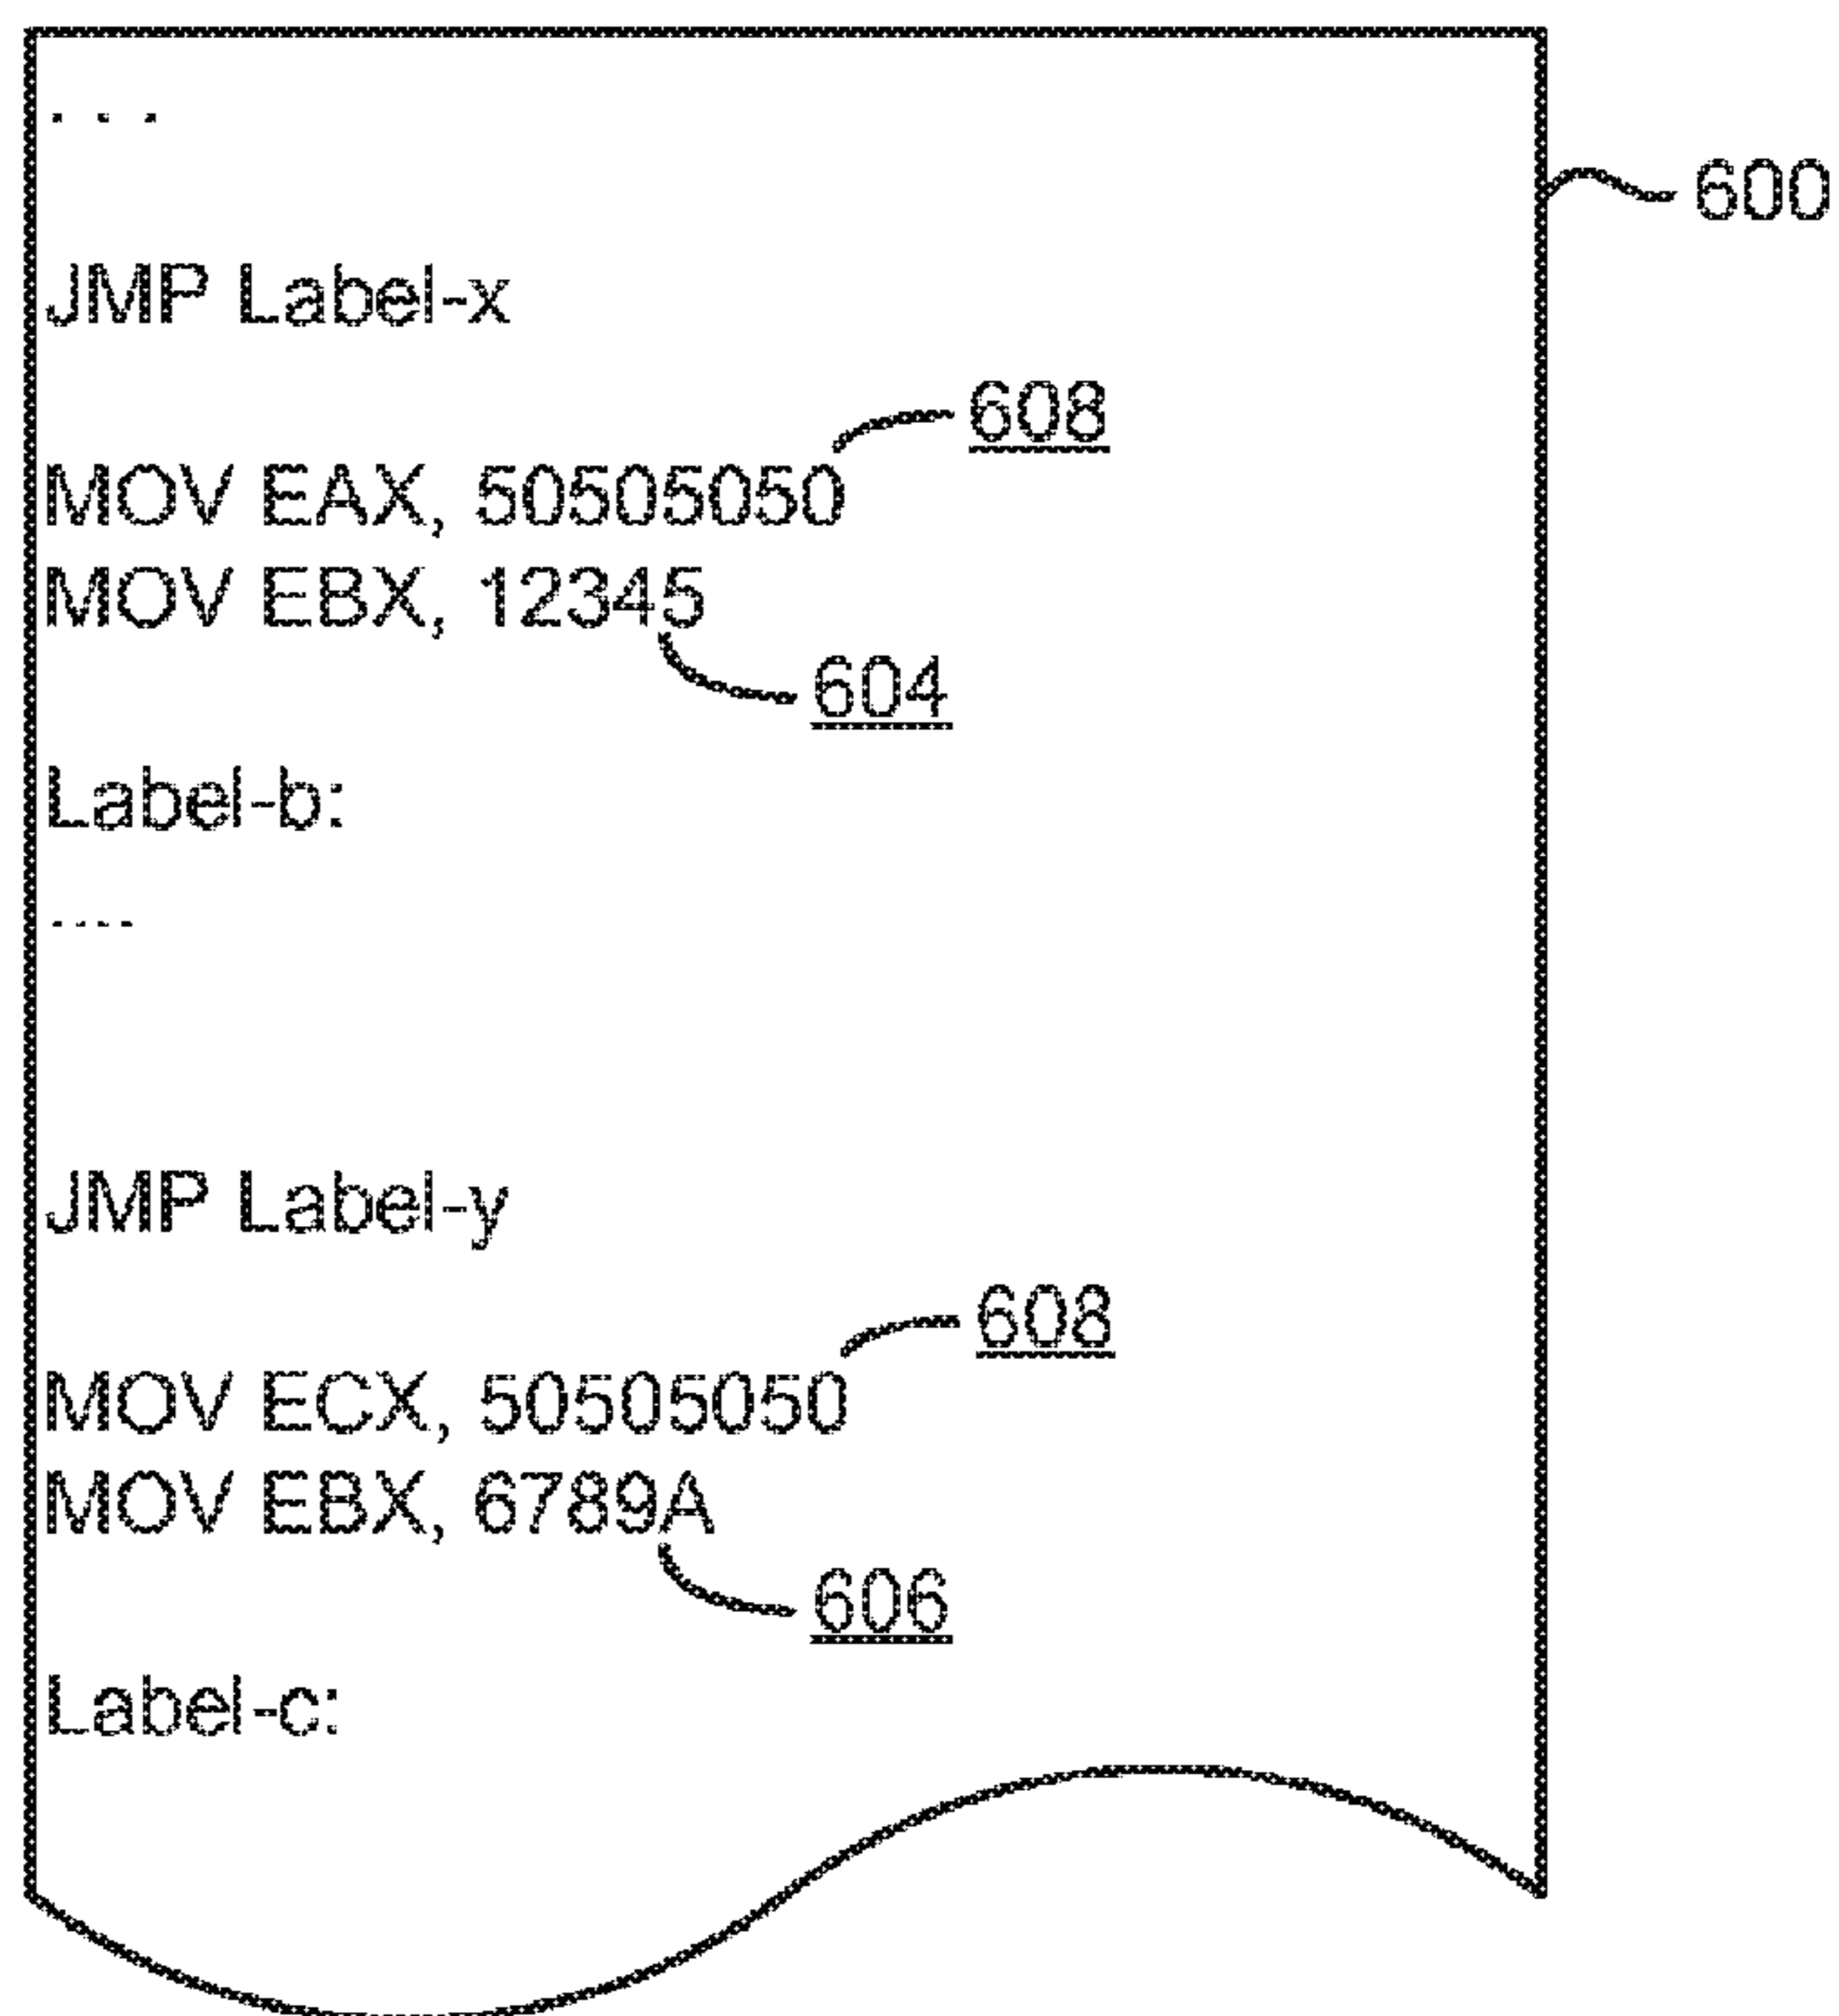 . . .
600
JMP Label-x
608
MOV EAX, 50505050
MOV EBX, 12345
604
Label-b:
....
JMP Label-y
608
MOV ECX, 50505050
MOV EBX, 6789A
606
Label-c: